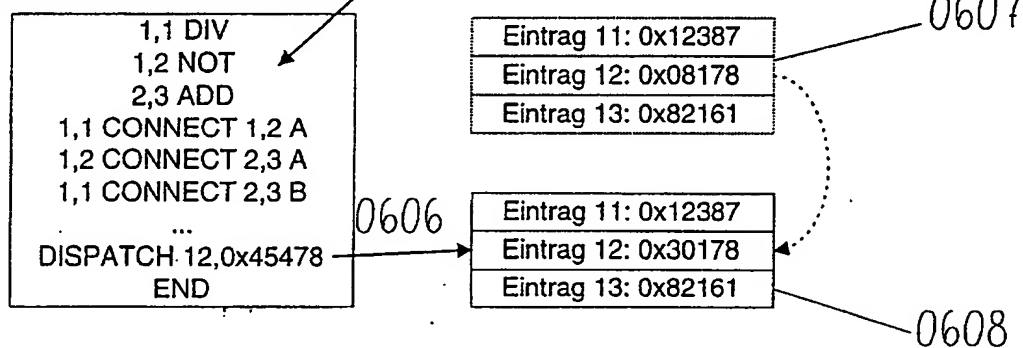 1,1 DIV
1,2 NOT
2,3 ADD
1,1 CONNECT 1,2 A
1,2 CONNECT 2,3 A
1,1 CONNECT 2,3 B
...
DISPATCH 12,0x45478
END
0606
Eintrag 11: 0x12387
Eintrag 12: 0x08178
Eintrag 13: 0x82161
0607
Eintrag 11: 0x12387
Eintrag 12: 0x30178
Eintrag 13: 0x82161
0608